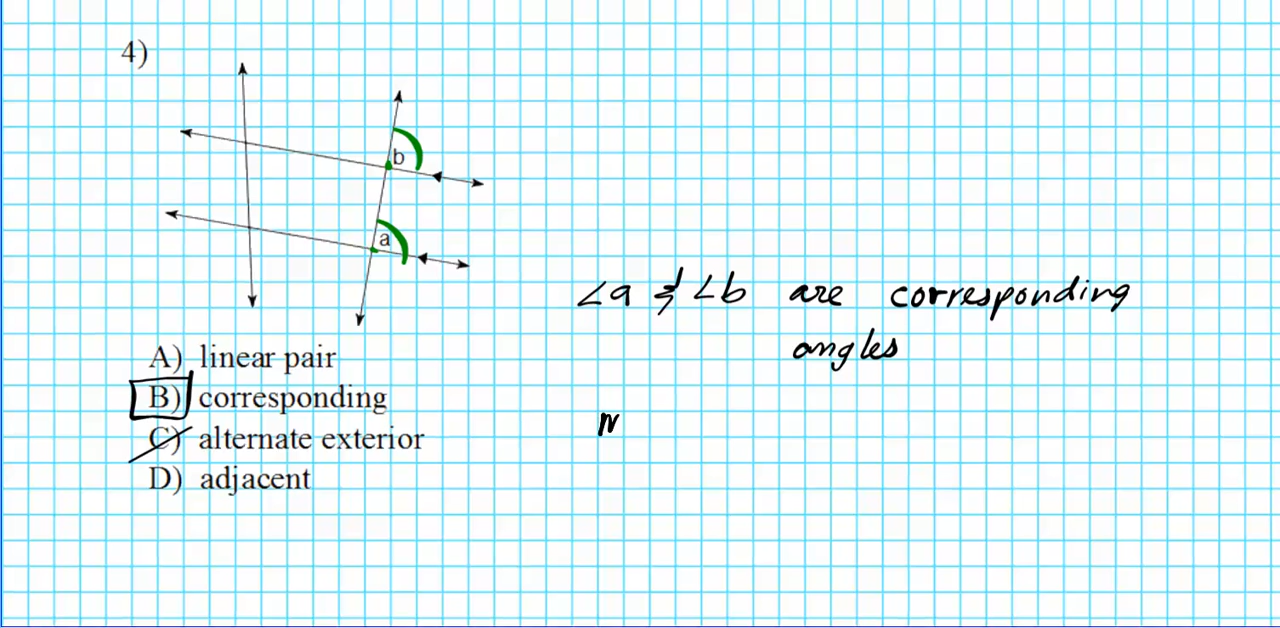 4)
b
a
∠a & ∠b are corresponding
angles
A) linear pair
B) corresponding
C) alternate exterior
D) adjacent
N